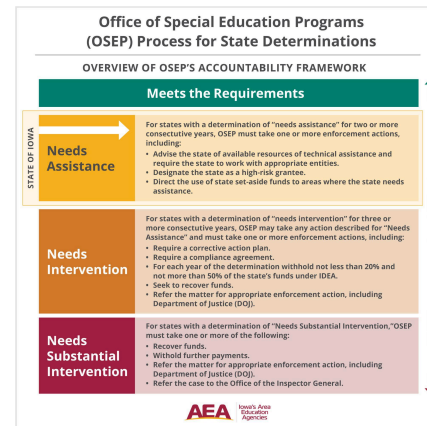 Office of Special Education Programs
(OSEP) Process for State Determinations
OVERVIEW OF OSEP'S ACCOUNTABILITY FRAMEWORK
Meets the Requirements
STATE OF IOWA
Needs
Assistance
For states with a determination of "needs assistance" for two or more
consecutive years, OSEP must take one or more enforcement actions,
including:
• Advise the state of available resources of technical assistance and
require the state to work with appropriate entities.
• Designate the state as a high-risk grantee.
• Direct the use of state set-aside funds to areas where the state needs
assistance.
Needs
Intervention
For states with a determination of "needs intervention" for three or
more consecutive years, OSEP may take any action described for "Needs
Assistance" and must take one or more enforcement actions, including:
• Require a corrective action plan.
• Require a compliance agreement.
• For each year of the determination withold not less than 20% and
not more than 50% of the state's funds under IDEA.
• Seek to recover funds.
• Refer the matter for appropriate enforcement action, including
Department of Justice (DOJ).
Needs
Substantial
Intervention
For states with a determination of "Needs Substantial Intervention,"OSEP
must take one or more of the following:
• Recover funds.
• Withold further payments.
• Refer the matter for appropriate enforcement action, including
Department of Justice (DOJ).
• Refer the case to the Office of the Inspector General.
AEA
Iowa's Area
Education
Agencies